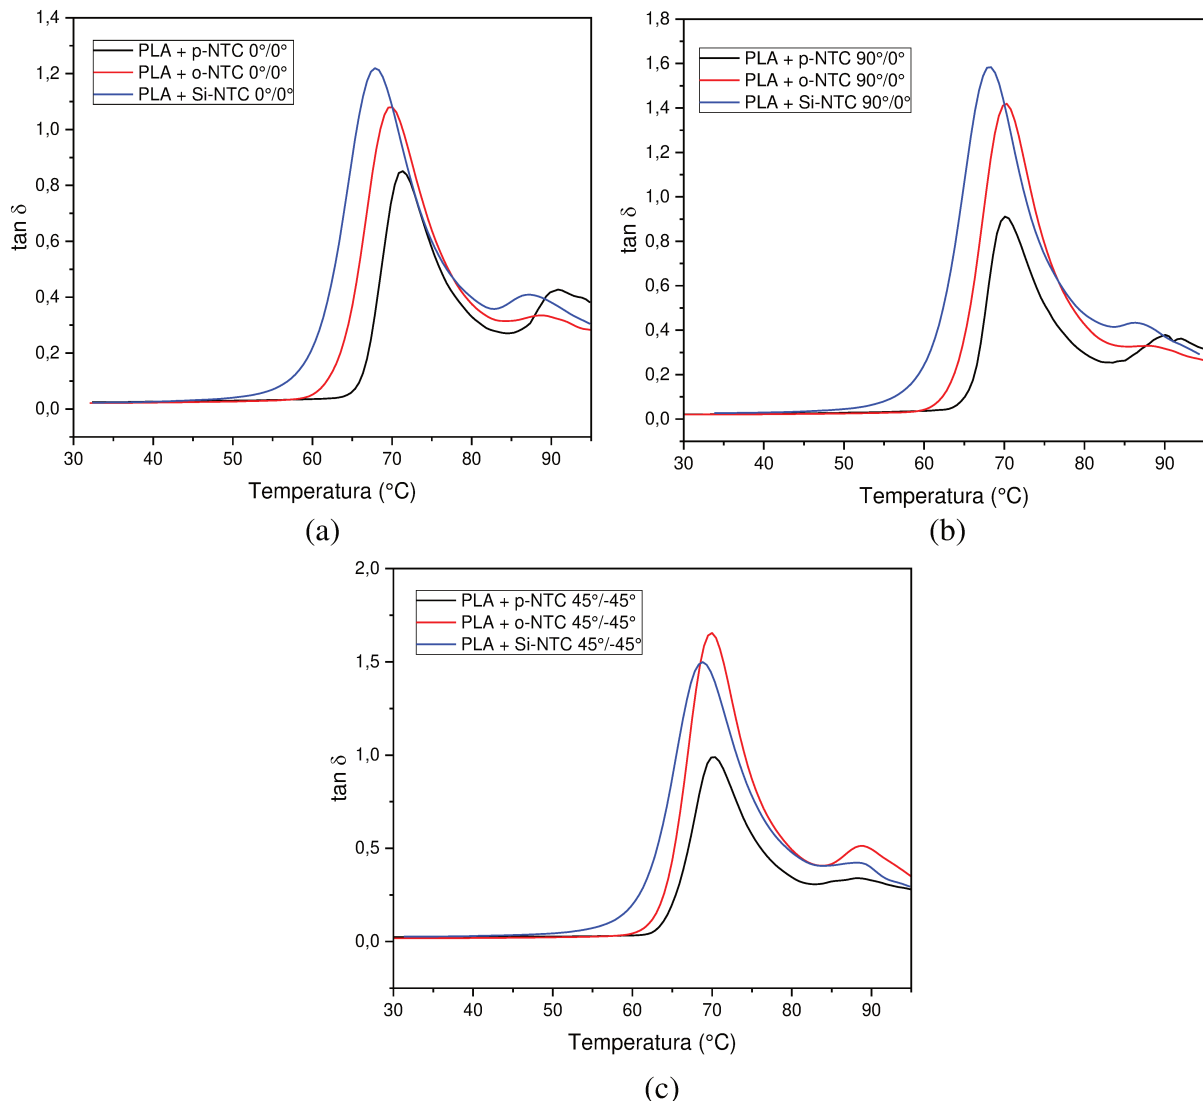 1,4
1,2
1,0
0,8
0,6
0,4
0,2
0,0
tan δ
PLA + p-NTC 0°/0°
PLA + o-NTC 0°/0°
PLA + Si-NTC 0°/0°
30 40 50 60 70 80 90
Temperatura (°C)
(a)
1,8
1,6
1,4
1,2
1,0
0,8
0,6
0,4
0,2
0,0
tan δ
PLA + p-NTC 90°/0°
PLA + o-NTC 90°/0°
PLA + Si-NTC 90°/0°
30 40 50 60 70 80 90
Temperatura (°C)
(b)
2,0
1,5
1,0
0,5
0,0
tan δ
PLA + p-NTC 45°/-45°
PLA + o-NTC 45°/-45°
PLA + Si-NTC 45°/-45°
30 40 50 60 70 80 90
Temperatura (°C)
(c)